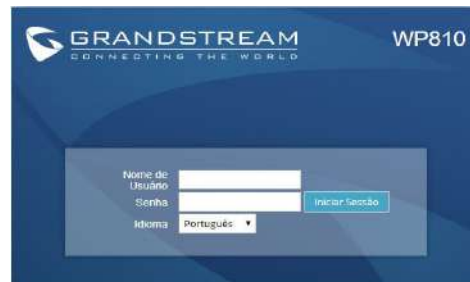 GRANDSTREAM
CONNECTING THE WORLD
WP810
Nome de
Usuário
Senha
Iniciar Sessão
Idioma
Português